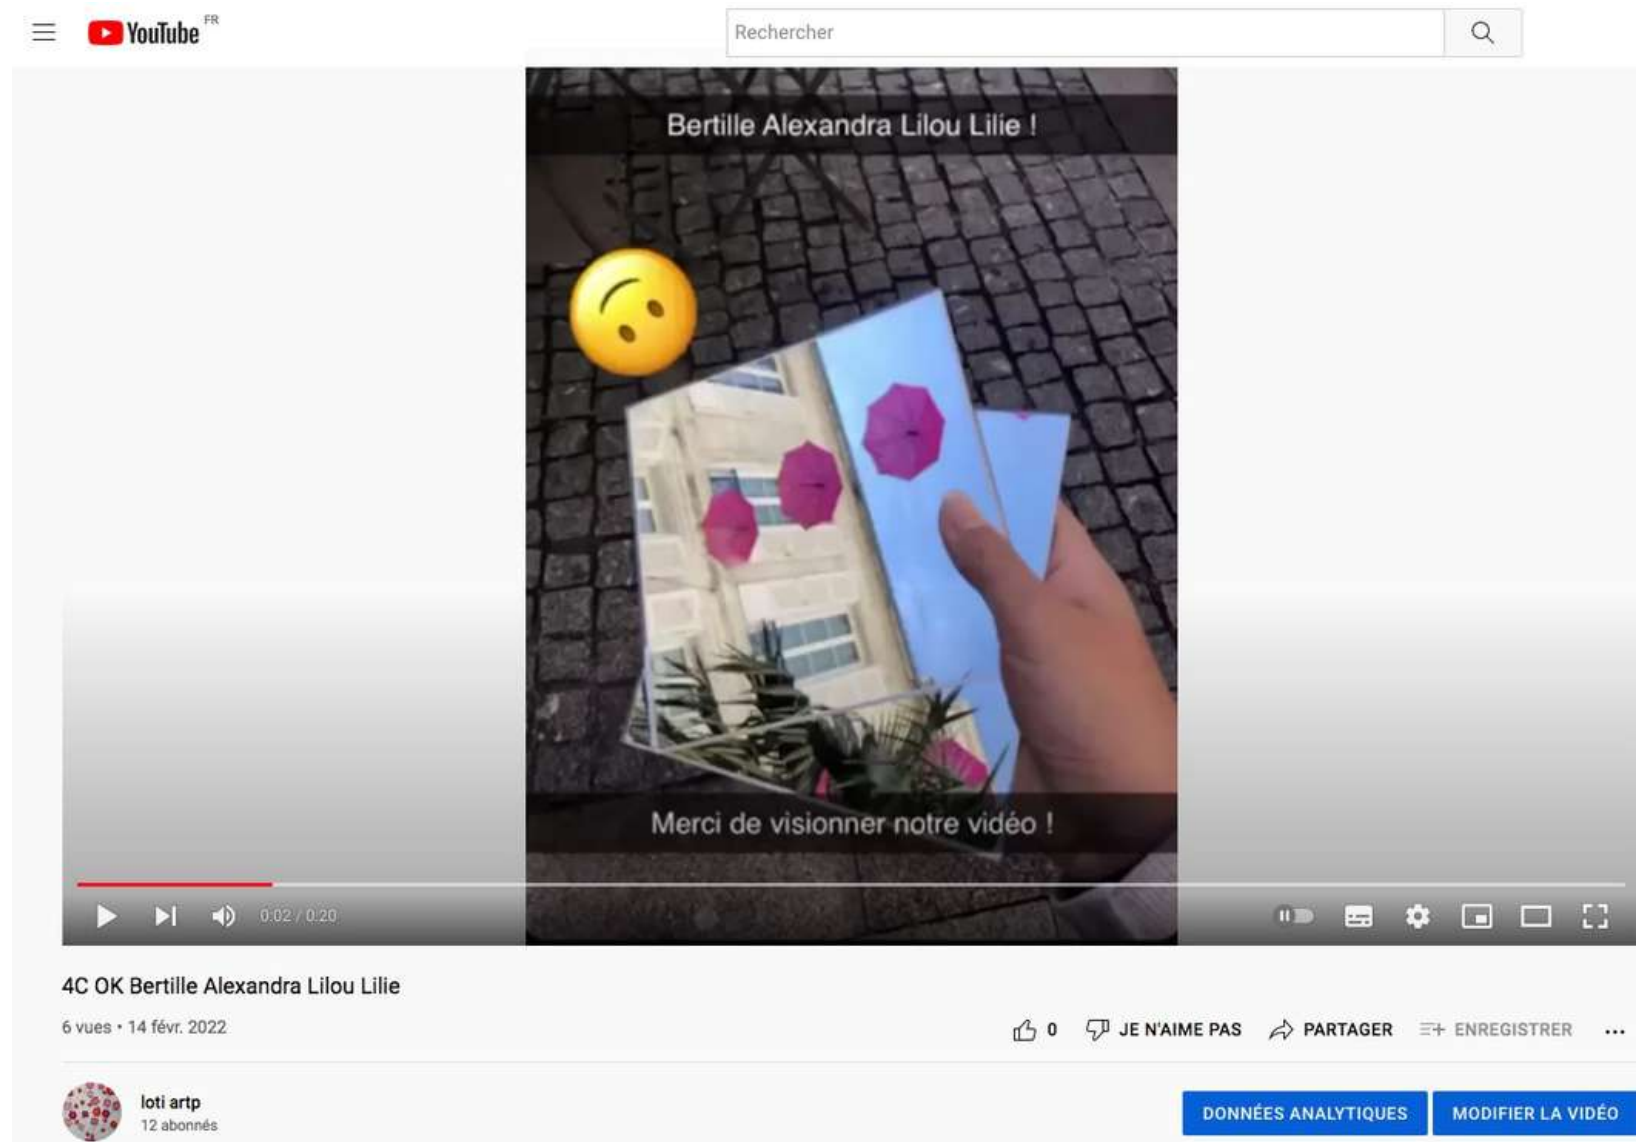 YouTube FR
Rechercher
Bertille Alexandra Lilou Lilie !
Merci de visionner notre vidéo !
0:02 / 0:20
4C OK Bertille Alexandra Lilou Lilie
6 vues • 14 févr. 2022
0 JE N'AIME PAS PARTAGER ENREGISTRER ...
loti artp
12 abonnés
DONNÉES ANALYTIQUES MODIFIER LA VIDÉO